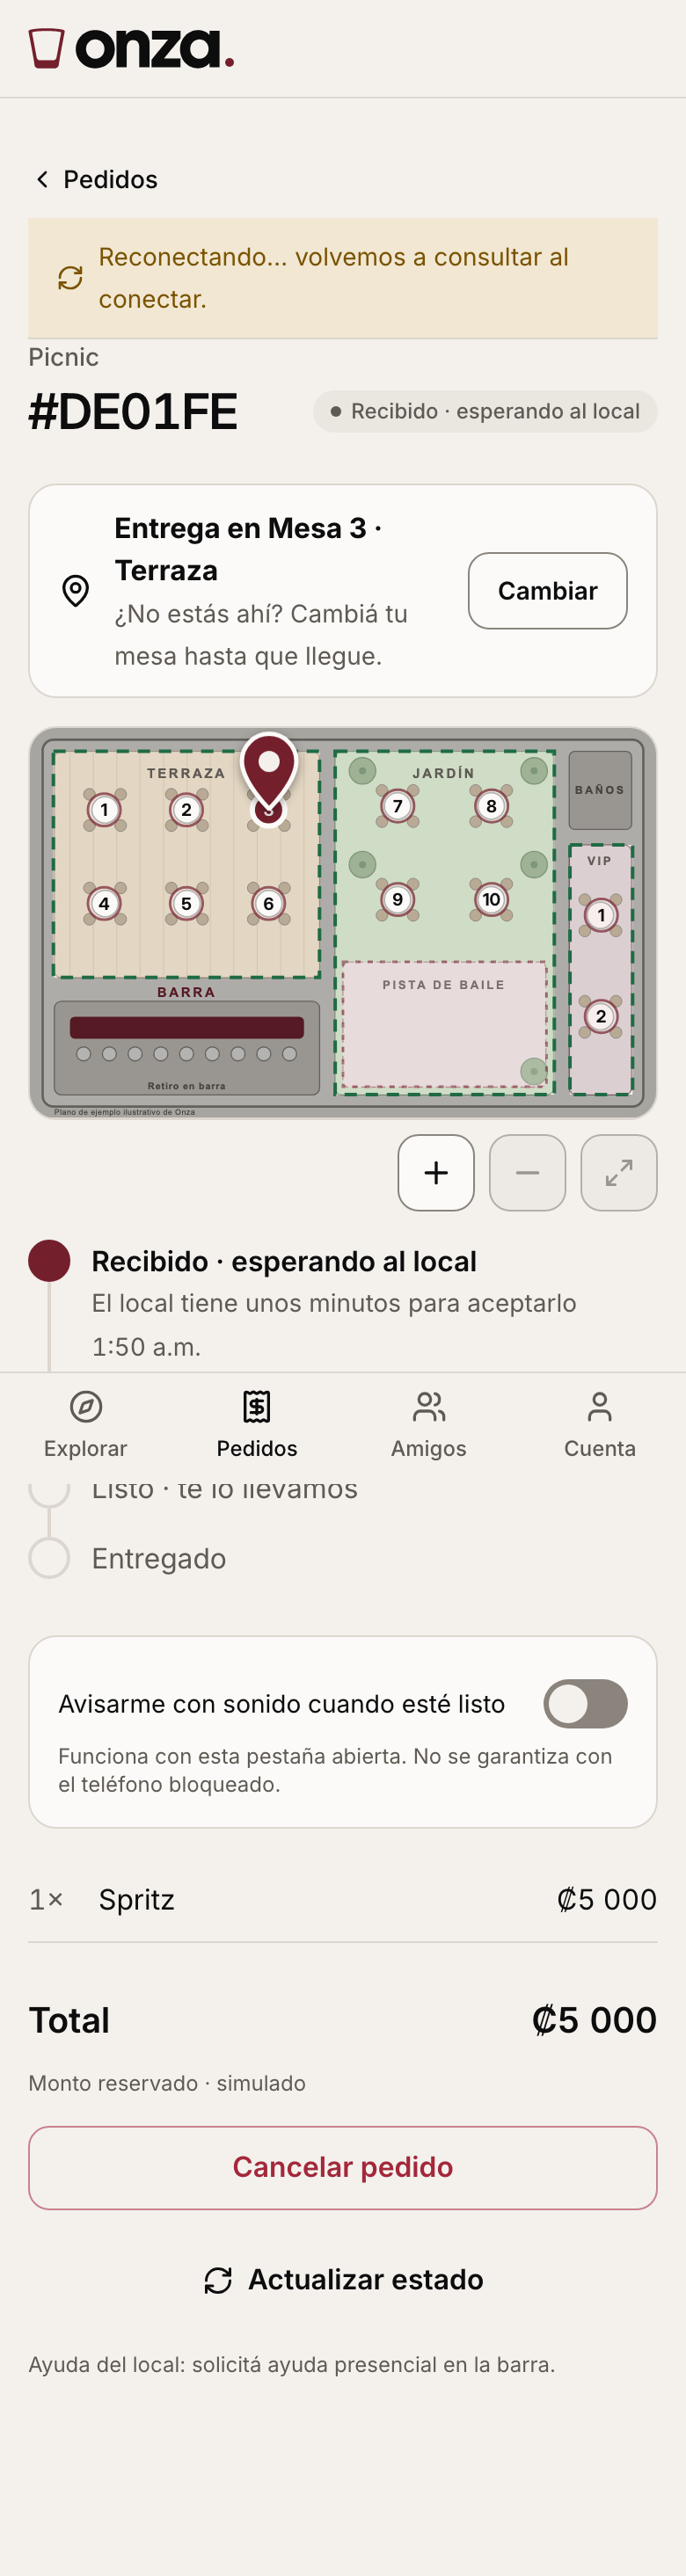 onza.
Pedidos
Reconectando... volvemos a consultar al
conectar.
Picnic
#DE01FE
Recibido · esperando al local
Entrega en Mesa 3 ·
Terraza
¿No estás ahí? Cambiá tu
mesa hasta que llegue.
Cambiar
TERRAZA
JARDÍN
BAÑOS
1
2
3
7
8
VIP
4
5
6
9
10
1
BARRA
PISTA DE BAILE
2
Retiro en barra
Plano de ejemplo ilustrativo de Onza
Recibido · esperando al local
El local tiene unos minutos para aceptarlo
1:50 a.m.
Explorar
Pedidos
Amigos
Cuenta
Listo · te lo llevamos
Entregado
Avisarme con sonido cuando esté listo
Funciona con esta pestaña abierta. No se garantiza con
el teléfono bloqueado.
1× Spritz ₡5 000
Total ₡5 000
Monto reservado · simulado
Cancelar pedido
Actualizar estado
Ayuda del local: solicitá ayuda presencial en la barra.